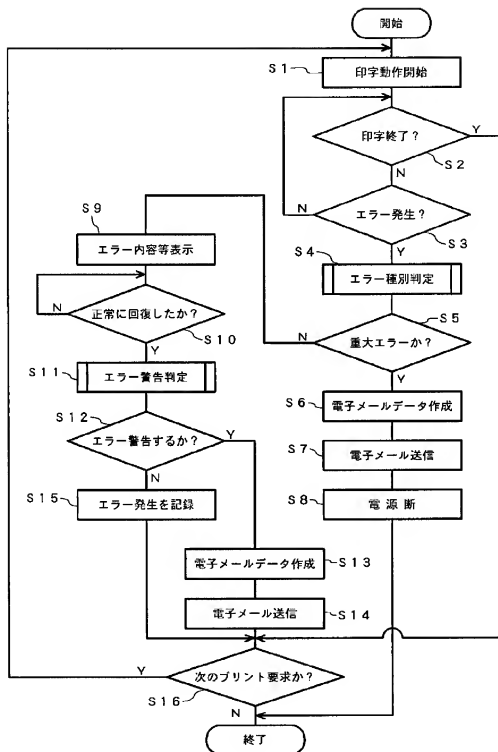 開始
S1
印字動作開始
印字終了?
Y
S2
N
エラー発生?
N
S3
Y
S4
エラー種別判定
S5
重大エラーか?
N
Y
S6
電子メールデータ作成
S7
電子メール送信
S8
電源断
S9
エラー内容等表示
正常に回復したか?
N
S10
Y
S11
エラー警告判定
S12
エラー警告するか?
Y
N
S15
エラー発生を記録
電子メールデータ作成
S13
電子メール送信
S14
次のプリント要求か?
Y
S16
N
終了